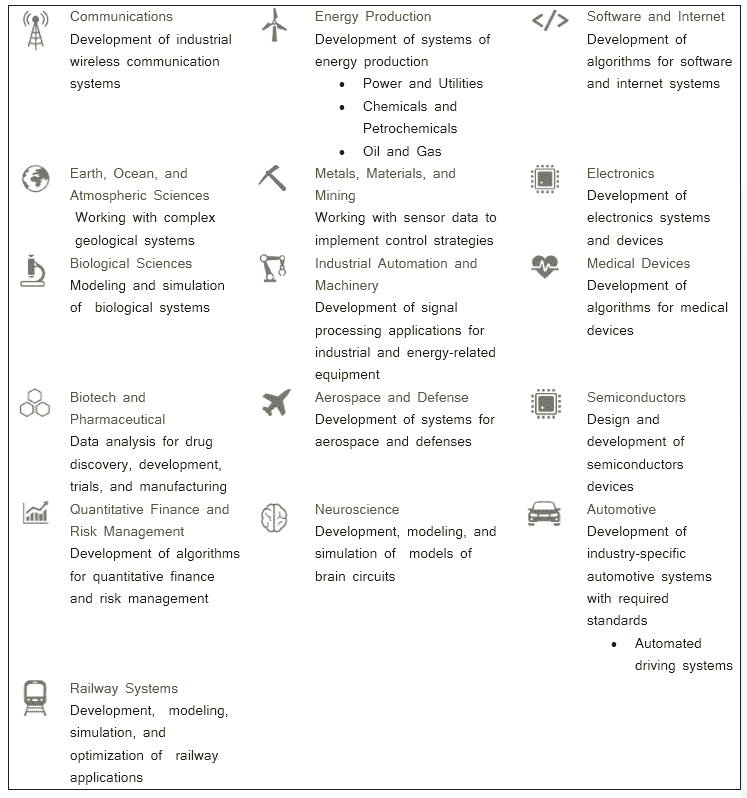 Communications
Development of industrial
wireless communication
systems
Energy Production
Development of systems of
energy production
• Power and Utilities
• Chemicals and
Petrochemicals
• Oil and Gas
Software and Internet
Development of
algorithms for software
and internet systems
Earth, Ocean, and
Atmospheric Sciences
Working with complex
geological systems
Metals, Materials, and
Mining
Working with sensor data to
implement control strategies
Electronics
Development of
electronics systems
and devices
Biological Sciences
Modeling and simulation
of biological systems
Industrial Automation and
Machinery
Development of signal
processing applications for
industrial and energy-related
equipment
Medical Devices
Development of
algorithms for medical
devices
Biotech and
Pharmaceutical
Data analysis for drug
discovery, development,
trials, and manufacturing
Aerospace and Defense
Development of systems for
aerospace and defenses
Semiconductors
Design and
development of
semiconductors
devices
Quantitative Finance and
Risk Management
Development of algorithms
for quantitative finance
and risk management
Neuroscience
Development, modeling, and
simulation of models of
brain circuits
Automotive
Development of
industry-specific
automotive systems
with required
standards
• Automated
driving systems
Railway Systems
Development, modeling,
simulation, and
optimization of railway
applications